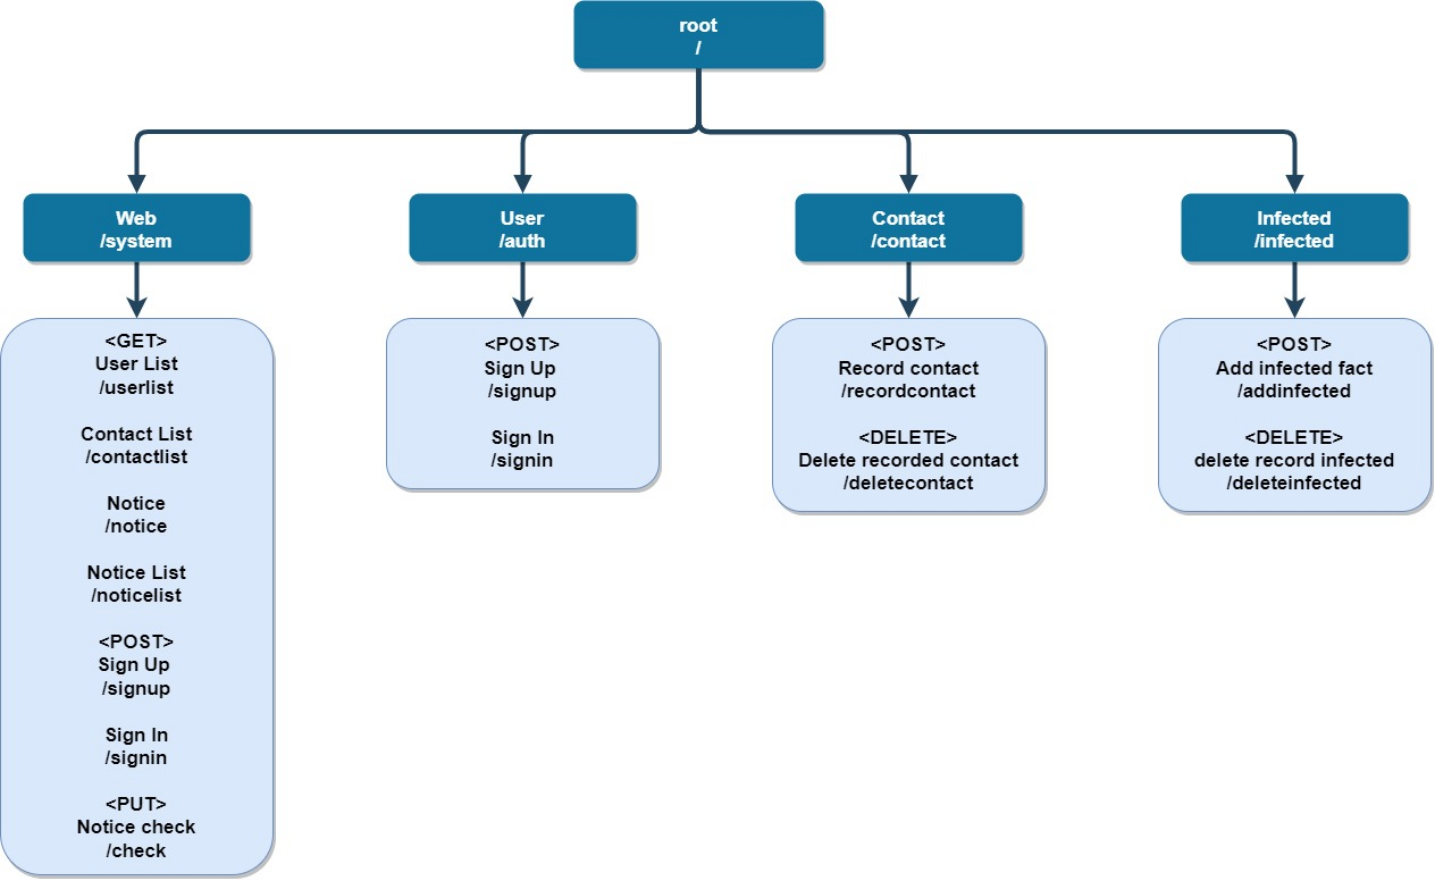 root
/
Web
/system
User
/auth
Contact
/contact
Infected
/infected
<GET>
User List
/userlist
Contact List
/contactlist
Notice
/notice
Notice List
/noticelist
<POST>
Sign Up
/signup
Sign In
/signin
<PUT>
Notice check
/check
<POST>
Sign Up
/signup
Sign In
/signin
<POST>
Record contact
/recordcontact
<DELETE>
Delete recorded contact
/deletecontact
<POST>
Add infected fact
/addinfected
<DELETE>
delete record infected
/deleteinfected